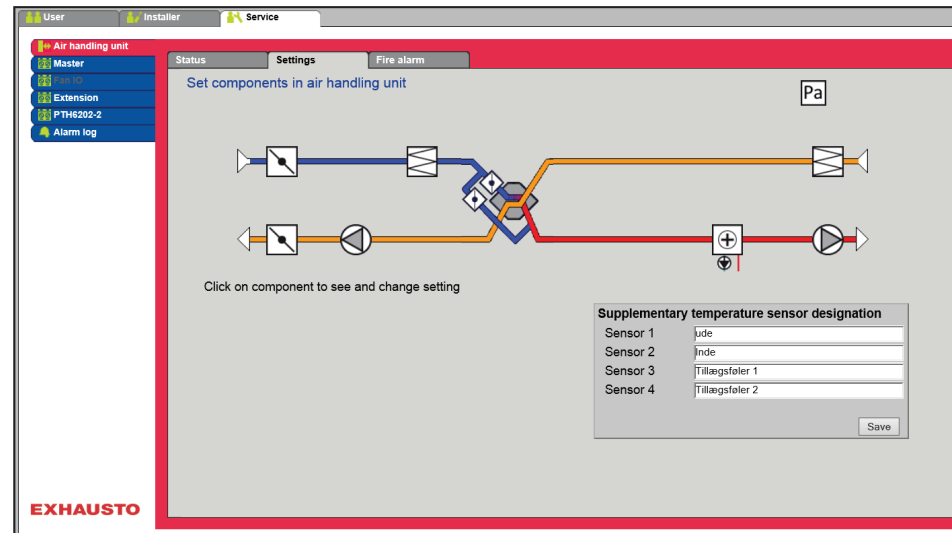 User
Installer
Service
Air handling unit
Master
Fan IO
Extension
PTH6202-2
Alarm log
Status
Settings
Fire alarm
Set components in air handling unit
Pa
Click on component to see and change setting
Supplementary temperature sensor designation
Sensor 1 ude
Sensor 2 Inde
Sensor 3 Tillægsføler 1
Sensor 4 Tillægsføler 2
Save
EXHAUSTO